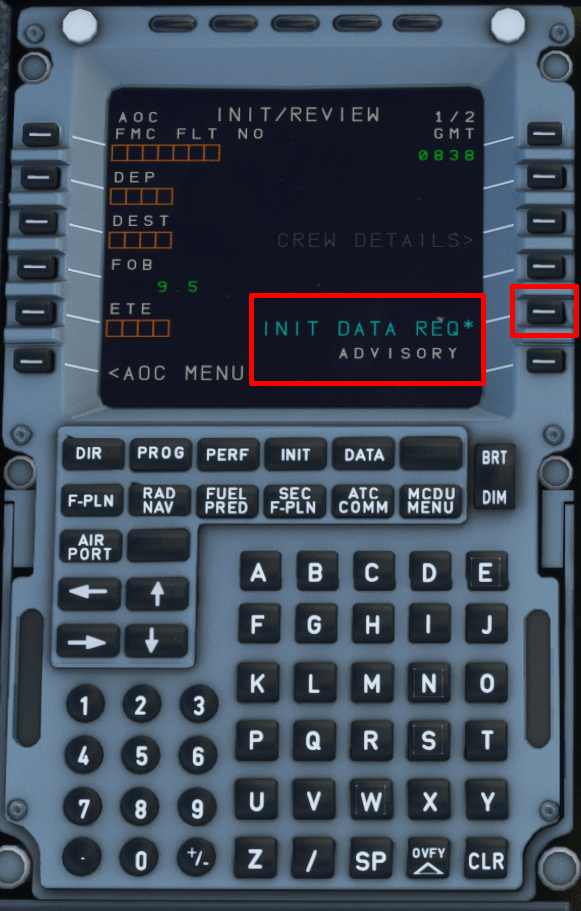 AOC INIT/REVIEW 1/2
FMC FLT NO GMT
0838
DEP
DEST
CREW DETAILS>
FOB
9.5
ETE
INIT DATA REQ*
ADVISORY
<AOC MENU
DIR PROG PERF INIT DATA BRT
DIM
F-PLN RAD NAV FUEL PRED SEC F-PLN ATC COMM MCDU MENU
AIR PORT
← ↑
→ ↓
A B C D E
F G H I J
K L M N O
1 2 3
P Q R S T
4 5 6
U V W X Y
7 8 9
Z / SP OVFY CLR
. 0 +/-